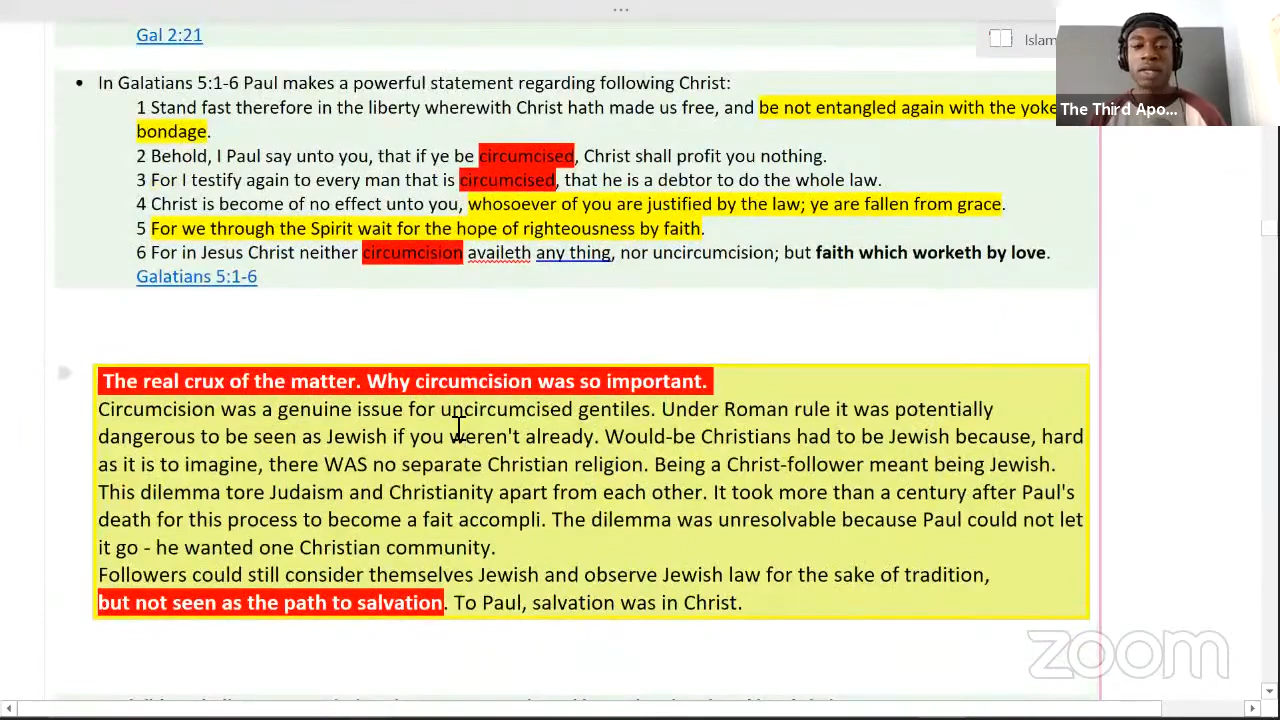 Gal 2:21
Islam
The Third Apo...
• In Galatians 5:1-6 Paul makes a powerful statement regarding following Christ:
1 Stand fast therefore in the liberty wherewith Christ hath made us free, and be not entangled again with the yoke
bondage.
2 Behold, I Paul say unto you, that if ye be circumcised, Christ shall profit you nothing.
3 For I testify again to every man that is circumcised, that he is a debtor to do the whole law.
4 Christ is become of no effect unto you, whosoever of you are justified by the law; ye are fallen from grace.
5 For we through the Spirit wait for the hope of righteousness by faith.
6 For in Jesus Christ neither circumcision availeth any thing, nor uncircumcision; but faith which worketh by love.
Galatians 5:1-6
The real crux of the matter. Why circumcision was so important.
Circumcision was a genuine issue for uncircumcised gentiles. Under Roman rule it was potentially
dangerous to be seen as Jewish if you weren't already. Would-be Christians had to be Jewish because, hard
as it is to imagine, there WAS no separate Christian religion. Being a Christ-follower meant being Jewish.
This dilemma tore Judaism and Christianity apart from each other. It took more than a century after Paul's
death for this process to become a fait accompli. The dilemma was unresolvable because Paul could not let
it go - he wanted one Christian community.
Followers could still consider themselves Jewish and observe Jewish law for the sake of tradition,
but not seen as the path to salvation. To Paul, salvation was in Christ.
zoom